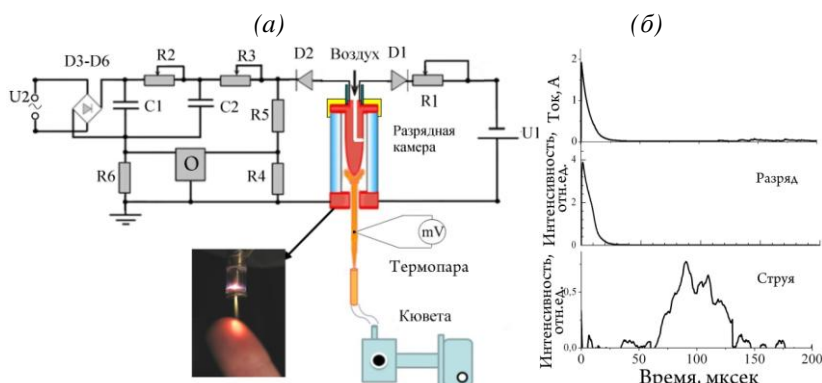 (а)
(б)
D3-D6
R2
R3
D2
Воздух
D1
U2
C1
C2
R5
R1
U1
Разрядная
камера
R6
O
R4
mV
Термопара
Кювета
Ток, А
2
1
0
Интенсивность,
отн.ед.
4
2
0
Разряд
Интенсивность,
отн.ед.
0,5
0,0
Струя
0 50 100 150 200
Время, мксек